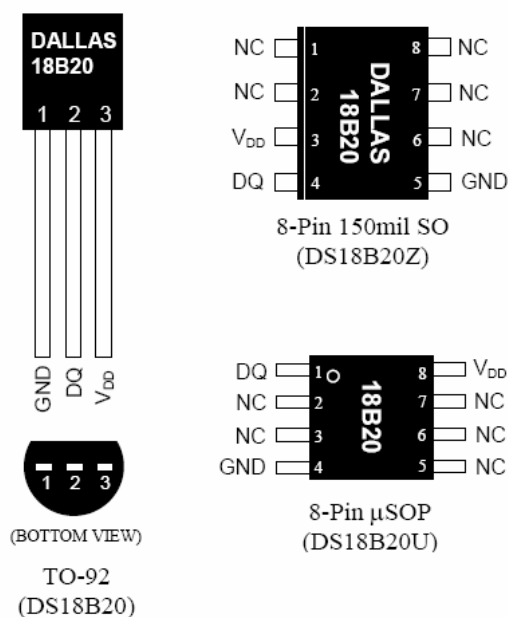 DALLAS
18B20
1 2 3
GND DQ VDD
1 2 3
(BOTTOM VIEW)
TO-92
(DS18B20)
NC 1 8 NC
NC 2 7 NC
VDD 3 6 NC
DQ 4 5 GND
DALLAS
18B20
8-Pin 150mil SO
(DS18B20Z)
DQ 1 8 VDD
NC 2 7 NC
NC 3 6 NC
GND 4 5 NC
18B20
8-Pin µSOP
(DS18B20U)